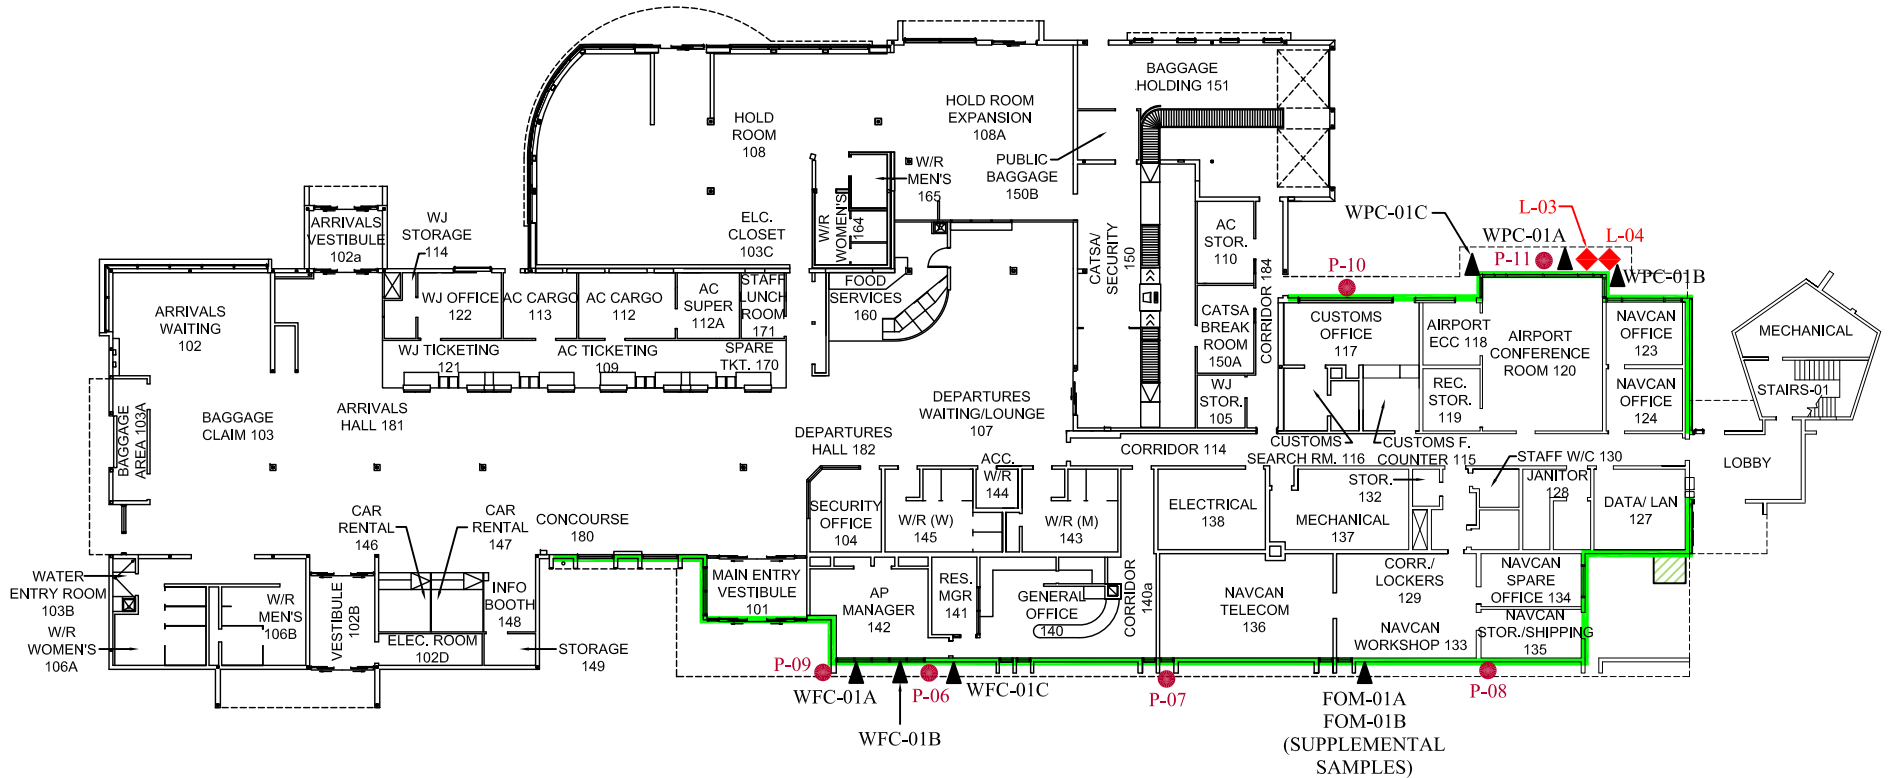 BAGGAGE
HOLDING 151
HOLD
ROOM
108
HOLD ROOM
EXPANSION
108A
PUBLIC
BAGGAGE
150B
W/R
MEN'S
165
W/R
WOMEN'S
164
ELC.
CLOSET
103C
ARRIVALS
VESTIBULE
102a
WJ
STORAGE
114
CATSA/
SECURITY
150
AC
STOR.
110
CORRIDOR 184
WPC-01C
WPC-01A
L-03
L-04
P-11
WPC-01B
P-10
ARRIVALS
WAITING
102
WJ OFFICE
122
AC CARGO
113
AC CARGO
112
AC
SUPER
112A
STAFF
LUNCH
ROOM
171
FOOD
SERVICES
160
CATSA
BREAK
ROOM
150A
CUSTOMS
OFFICE
117
AIRPORT
ECC 118
AIRPORT
CONFERENCE
ROOM 120
NAVCAN
OFFICE
123
MECHANICAL
WJ TICKETING
121
AC TICKETING
109
SPARE
TKT. 170
WJ
STOR.
105
REC.
STOR.
119
NAVCAN
OFFICE
124
STAIRS-01
BAGGAGE
AREA 103A
BAGGAGE
CLAIM 103
ARRIVALS
HALL 181
DEPARTURES
WAITING/LOUNGE
107
DEPARTURES
HALL 182
CORRIDOR 114
CUSTOMS
SEARCH RM. 116
CUSTOMS F.
COUNTER 115
STAFF W/C 130
LOBBY
ACC.
W/R
144
STOR.
132
JANITOR
128
DATA/ LAN
127
SECURITY
OFFICE
104
W/R (W)
145
W/R (M)
143
ELECTRICAL
138
MECHANICAL
137
CAR
RENTAL
146
CAR
RENTAL
147
CONCOURSE
180
WATER
ENTRY ROOM
103B
W/R
MEN'S
106B
W/R
WOMEN'S
106A
VESTIBULE
102B
INFO
BOOTH
148
ELEC. ROOM
102D
STORAGE
149
MAIN ENTRY
VESTIBULE
101
AP
MANAGER
142
RES.
MGR
141
GENERAL
OFFICE
140
CORRIDOR
140a
NAVCAN
TELECOM
136
CORR./
LOCKERS
129
NAVCAN
WORKSHOP 133
NAVCAN
SPARE
OFFICE 134
NAVCAN
STOR./SHIPPING
135
P-09
WFC-01A
WFC-01B
P-06
WFC-01C
P-07
FOM-01A
FOM-01B
(SUPPLEMENTAL
SAMPLES)
P-08